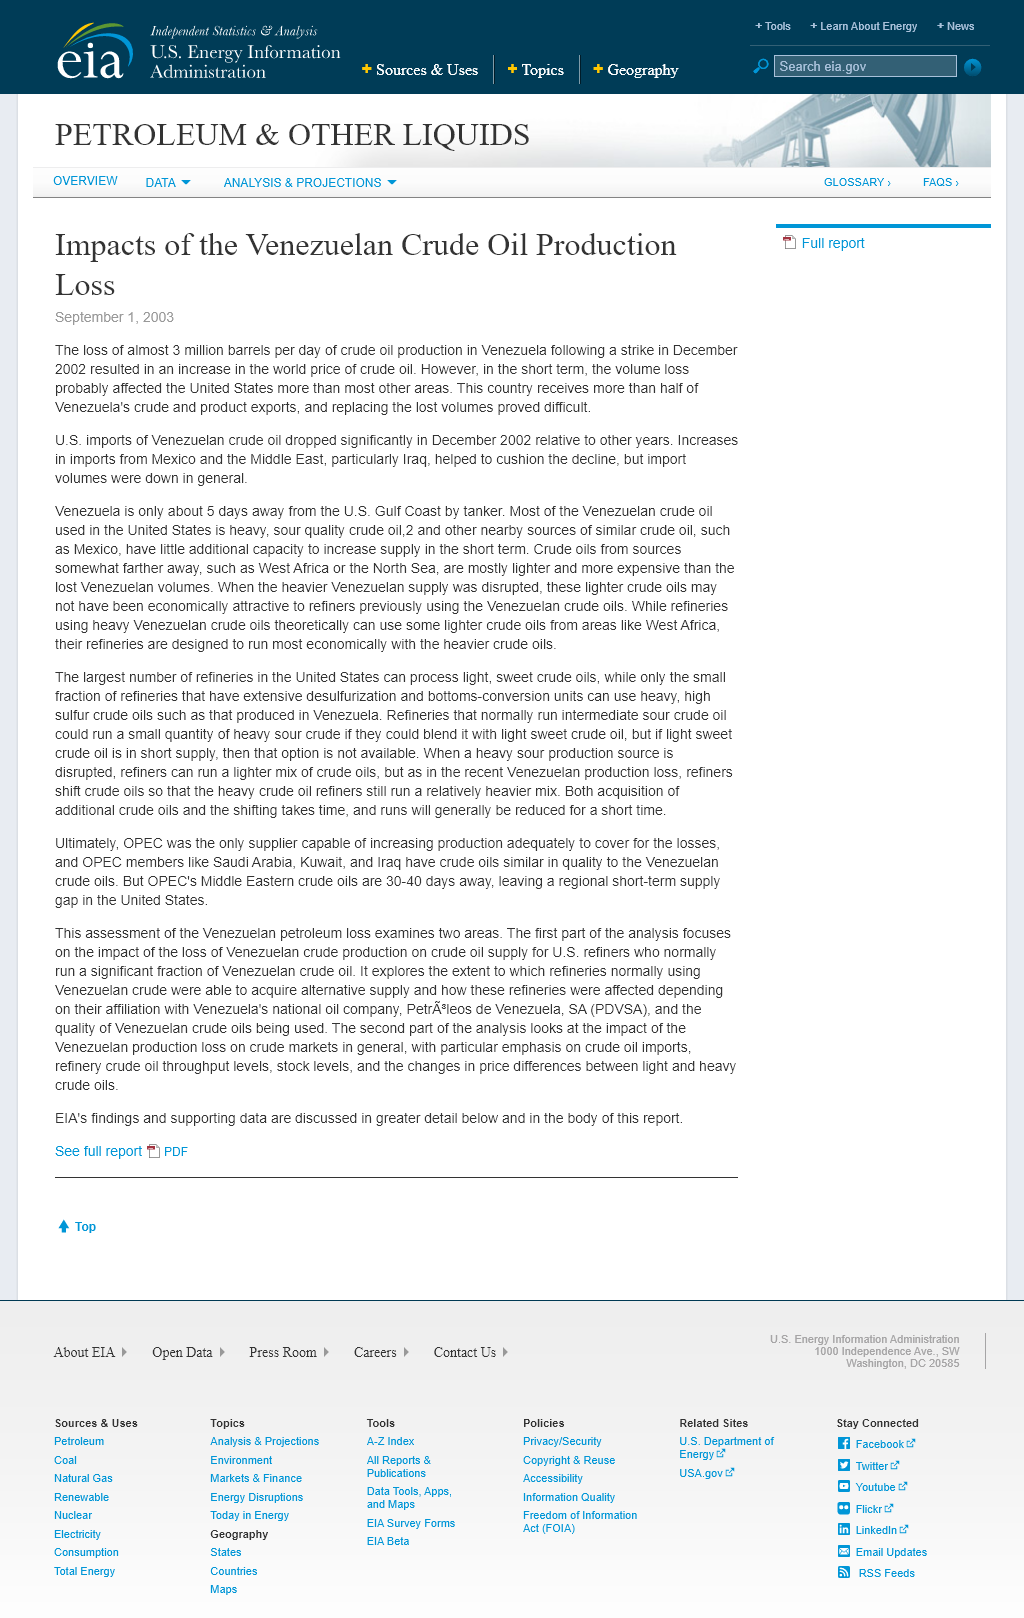 Independent Statistics & Analysis
U.S. Energy Information
Administration
eia
+ Sources & Uses
+ Topics
+ Geography
+ Tools
+ Learn About Energy
+ News
Search eia.gov
PETROLEUM & OTHER LIQUIDS
OVERVIEW
DATA
ANALYSIS & PROJECTIONS
GLOSSARY ›
FAQS ›
Impacts of the Venezuelan Crude Oil Production
Loss
September 1, 2003
Full report
The loss of almost 3 million barrels per day of crude oil production in Venezuela following a strike in December
2002 resulted in an increase in the world price of crude oil. However, in the short term, the volume loss
probably affected the United States more than most other areas. This country receives more than half of
Venezuela's crude and product exports, and replacing the lost volumes proved difficult.
U.S. imports of Venezuelan crude oil dropped significantly in December 2002 relative to other years. Increases
in imports from Mexico and the Middle East, particularly Iraq, helped to cushion the decline, but import
volumes were down in general.
Venezuela is only about 5 days away from the U.S. Gulf Coast by tanker. Most of the Venezuelan crude oil
used in the United States is heavy, sour quality crude oil,2 and other nearby sources of similar crude oil, such
as Mexico, have little additional capacity to increase supply in the short term. Crude oils from sources
somewhat farther away, such as West Africa or the North Sea, are mostly lighter and more expensive than the
lost Venezuelan volumes. When the heavier Venezuelan supply was disrupted, these lighter crude oils may
not have been economically attractive to refiners previously using the Venezuelan crude oils. While refineries
using heavy Venezuelan crude oils theoretically can use some lighter crude oils from areas like West Africa,
their refineries are designed to run most economically with the heavier crude oils.
The largest number of refineries in the United States can process light, sweet crude oils, while only the small
fraction of refineries that have extensive desulfurization and bottoms-conversion units can use heavy, high
sulfur crude oils such as that produced in Venezuela. Refineries that normally run intermediate sour crude oil
could run a small quantity of heavy sour crude if they could blend it with light sweet crude oil, but if light sweet
crude oil is in short supply, then that option is not available. When a heavy sour production source is
disrupted, refiners can run a lighter mix of crude oils, but as in the recent Venezuelan production loss, refiners
shift crude oils so that the heavy crude oil refiners still run a relatively heavier mix. Both acquisition of
additional crude oils and the shifting takes time, and runs will generally be reduced for a short time.
Ultimately, OPEC was the only supplier capable of increasing production adequately to cover for the losses,
and OPEC members like Saudi Arabia, Kuwait, and Iraq have crude oils similar in quality to the Venezuelan
crude oils. But OPEC's Middle Eastern crude oils are 30-40 days away, leaving a regional short-term supply
gap in the United States.
This assessment of the Venezuelan petroleum loss examines two areas. The first part of the analysis focuses
on the impact of the loss of Venezuelan crude production on crude oil supply for U.S. refiners who normally
run a significant fraction of Venezuelan crude oil. It explores the extent to which refineries normally using
Venezuelan crude were able to acquire alternative supply and how these refineries were affected depending
on their affiliation with Venezuela's national oil company, PetrÃ³leos de Venezuela, SA (PDVSA), and the
quality of Venezuelan crude oils being used. The second part of the analysis looks at the impact of the
Venezuelan production loss on crude markets in general, with particular emphasis on crude oil imports,
refinery crude oil throughput levels, stock levels, and the changes in price differences between light and heavy
crude oils.
EIA's findings and supporting data are discussed in greater detail below and in the body of this report.
See full report PDF
Top
About EIA
Open Data
Press Room
Careers
Contact Us
U.S. Energy Information Administration
1000 Independence Ave., SW
Washington, DC 20585
Sources & Uses
Petroleum
Coal
Natural Gas
Renewable
Nuclear
Electricity
Consumption
Total Energy
Topics
Analysis & Projections
Environment
Markets & Finance
Energy Disruptions
Today in Energy
Geography
States
Countries
Maps
Tools
A-Z Index
All Reports &
Publications
Data Tools, Apps,
and Maps
EIA Survey Forms
EIA Beta
Policies
Privacy/Security
Copyright & Reuse
Accessibility
Information Quality
Freedom of Information
Act (FOIA)
Related Sites
U.S. Department of
Energy
USA.gov
Stay Connected
Facebook
Twitter
Youtube
Flickr
LinkedIn
Email Updates
RSS Feeds